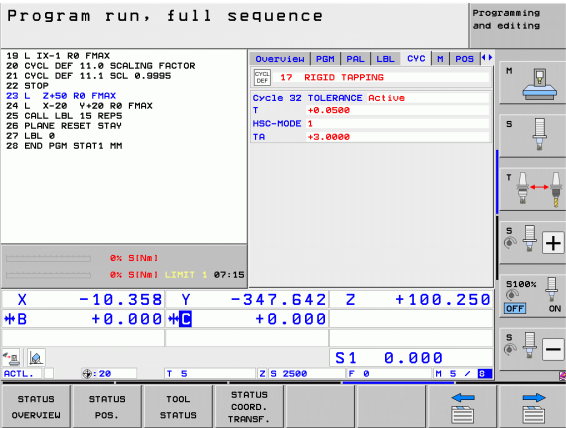 Program run, full sequence
Programming
and editing
19 L IX-1 R0 FMAX
20 CYCL DEF 11.0 SCALING FACTOR
21 CYCL DEF 11.1 SCL 0.9995
22 STOP
23 L Z+50 R0 FMAX
24 L X-20 Y+20 R0 FMAX
25 CALL LBL 15 REP5
26 PLANE RESET STAY
27 LBL 0
28 END PGM STAT1 MM
Overview PGM PAL LBL CYC M POS
CYCL DEF 17 RIGID TAPPING
Cycle 32 TOLERANCE Active
T +0.0500
HSC-MODE 1
TA +3.0000
0% S[Nm]
0% S[Nm] LIMIT 1 07:15
X -10.358 Y -347.642 Z +100.250
B +0.000 C +0.000
S1 0.000
ACTL. :20 T 5 Z S 2500 F 0 M 5 / 8
M
S
T
S
S100%
OFF ON
S
STATUS OVERVIEW
STATUS POS.
TOOL STATUS
STATUS COORD. TRANSF.